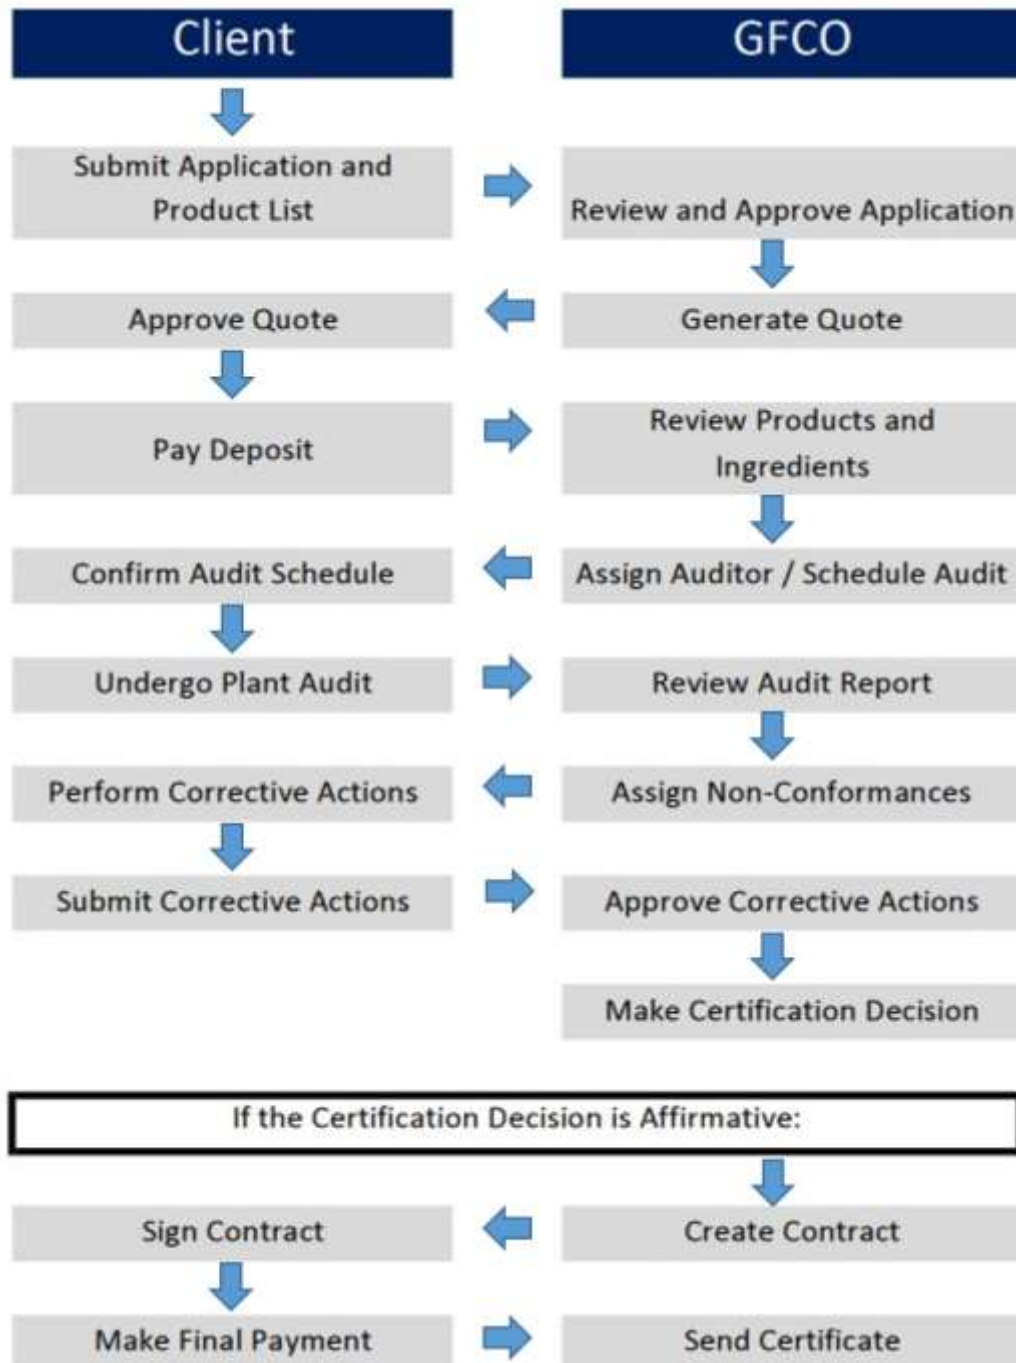 Client
GFCO
Submit Application and
Product List
Review and Approve Application
Approve Quote
Generate Quote
Pay Deposit
Review Products and
Ingredients
Confirm Audit Schedule
Assign Auditor / Schedule Audit
Undergo Plant Audit
Review Audit Report
Perform Corrective Actions
Assign Non-Conformances
Submit Corrective Actions
Approve Corrective Actions
Make Certification Decision
If the Certification Decision is Affirmative:
Sign Contract
Create Contract
Make Final Payment
Send Certificate